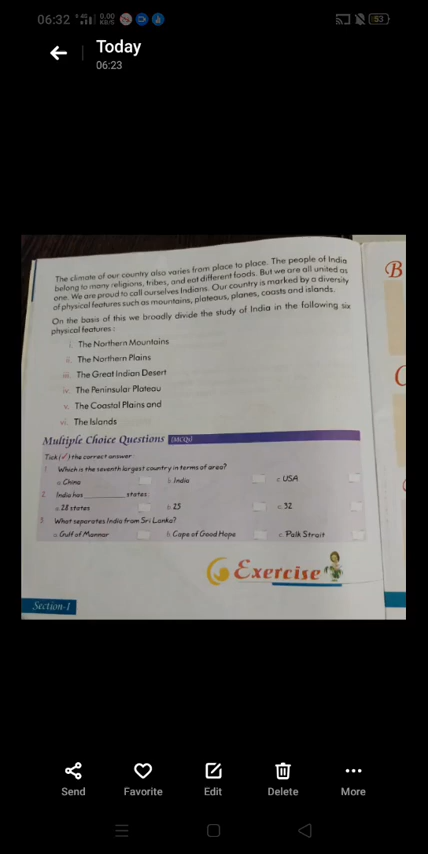 06:32 4G 0.00 KB/S 53
Today
06:23
The climate of our country also varies from place to place. The people of India
belong to many religions, tribes, and eat different foods. But we are all united as
one. We are proud to call ourselves Indians. Our country is marked by a diversity
of physical features such as mountains, plateaus, planes, coasts and islands.
On the basis of this we broadly divide the study of India in the following six
physical features :
i. The Northern Mountains
ii. The Northern Plains
iii. The Great Indian Desert
iv. The Peninsular Plateau
v. The Coastal Plains and
vi. The Islands
Multiple Choice Questions (MCQs)
Tick (✓) the correct answer:
1 Which is the seventh largest country in terms of area?
a. China b. India c. USA
2 India has ________ states:
a. 28 states b. 25 c. 32
3 What separates India from Sri Lanka?
a. Gulf of Mannar b. Cape of Good Hope c. Palk Strait
Exercise
Section-1
B
Send Favorite Edit Delete More